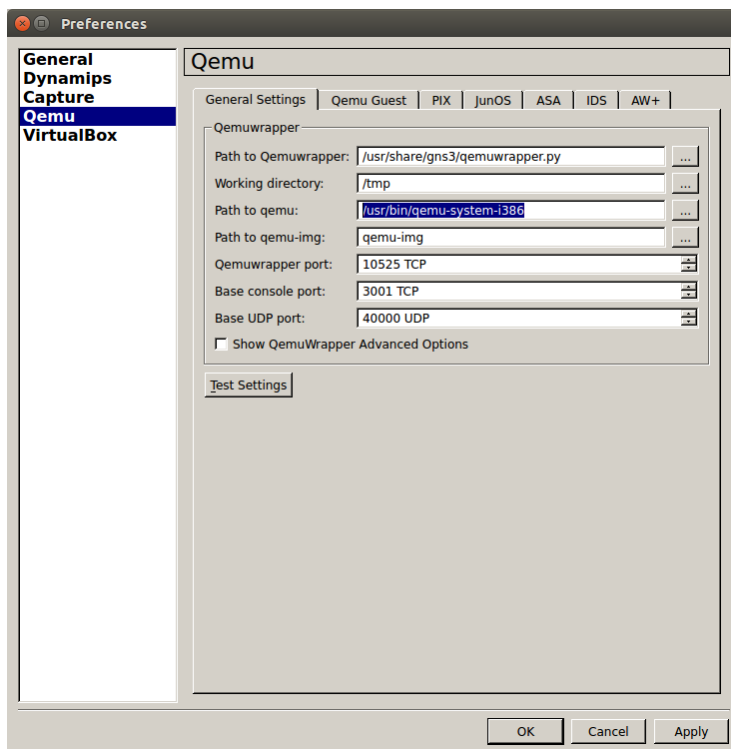 Preferences
General
Dynamips
Capture
Qemu
VirtualBox
Qemu
General Settings Qemu Guest PIX JunOS ASA IDS AW+
Qemuwrapper
Path to Qemuwrapper: /usr/share/gns3/qemuwrapper.py ...
Working directory: /tmp ...
Path to qemu: /usr/bin/qemu-system-i386 ...
Path to qemu-img: qemu-img ...
Qemuwrapper port: 10525 TCP
Base console port: 3001 TCP
Base UDP port: 40000 UDP
Show QemuWrapper Advanced Options
Test Settings
OK Cancel Apply